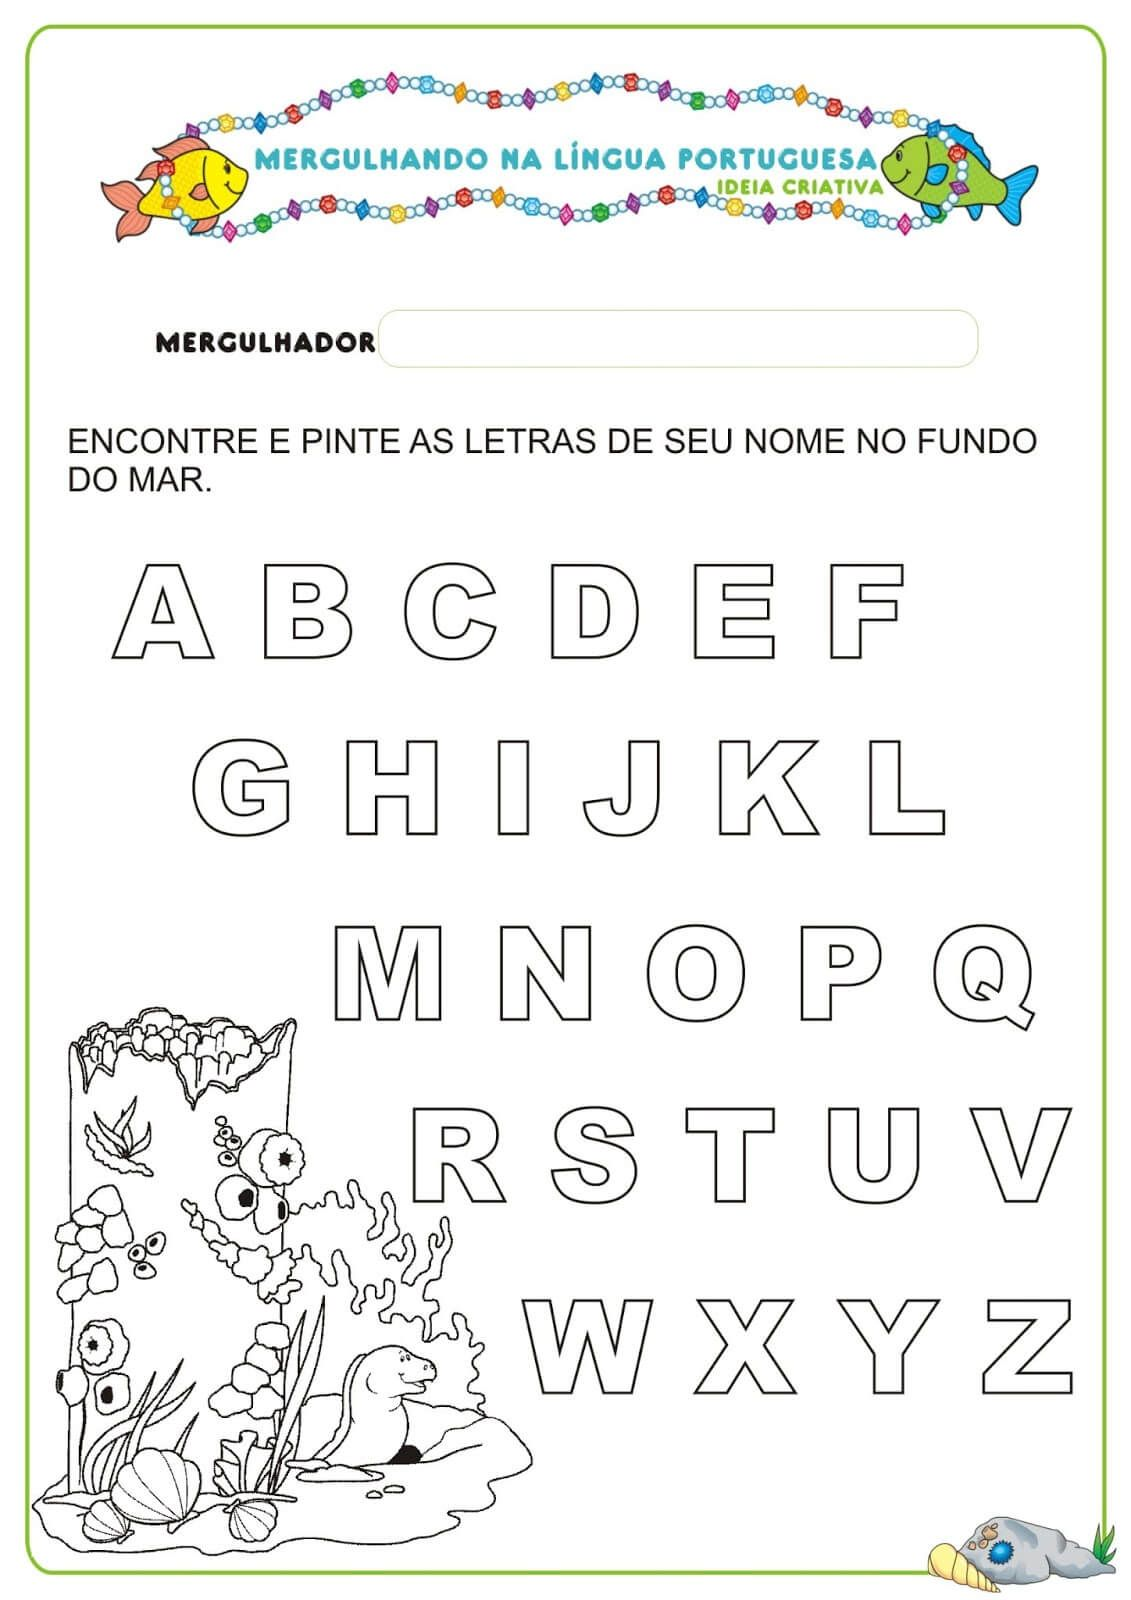 MERGULHANDO NA LÍNGUA PORTUGUESA
IDEIA CRIATIVA
MERGULHADOR
ENCONTRE E PINTE AS LETRAS DE SEU NOME NO FUNDO
DO MAR.
A B C D E F
G H I J K L
M N O P Q
R S T U V
W X Y Z